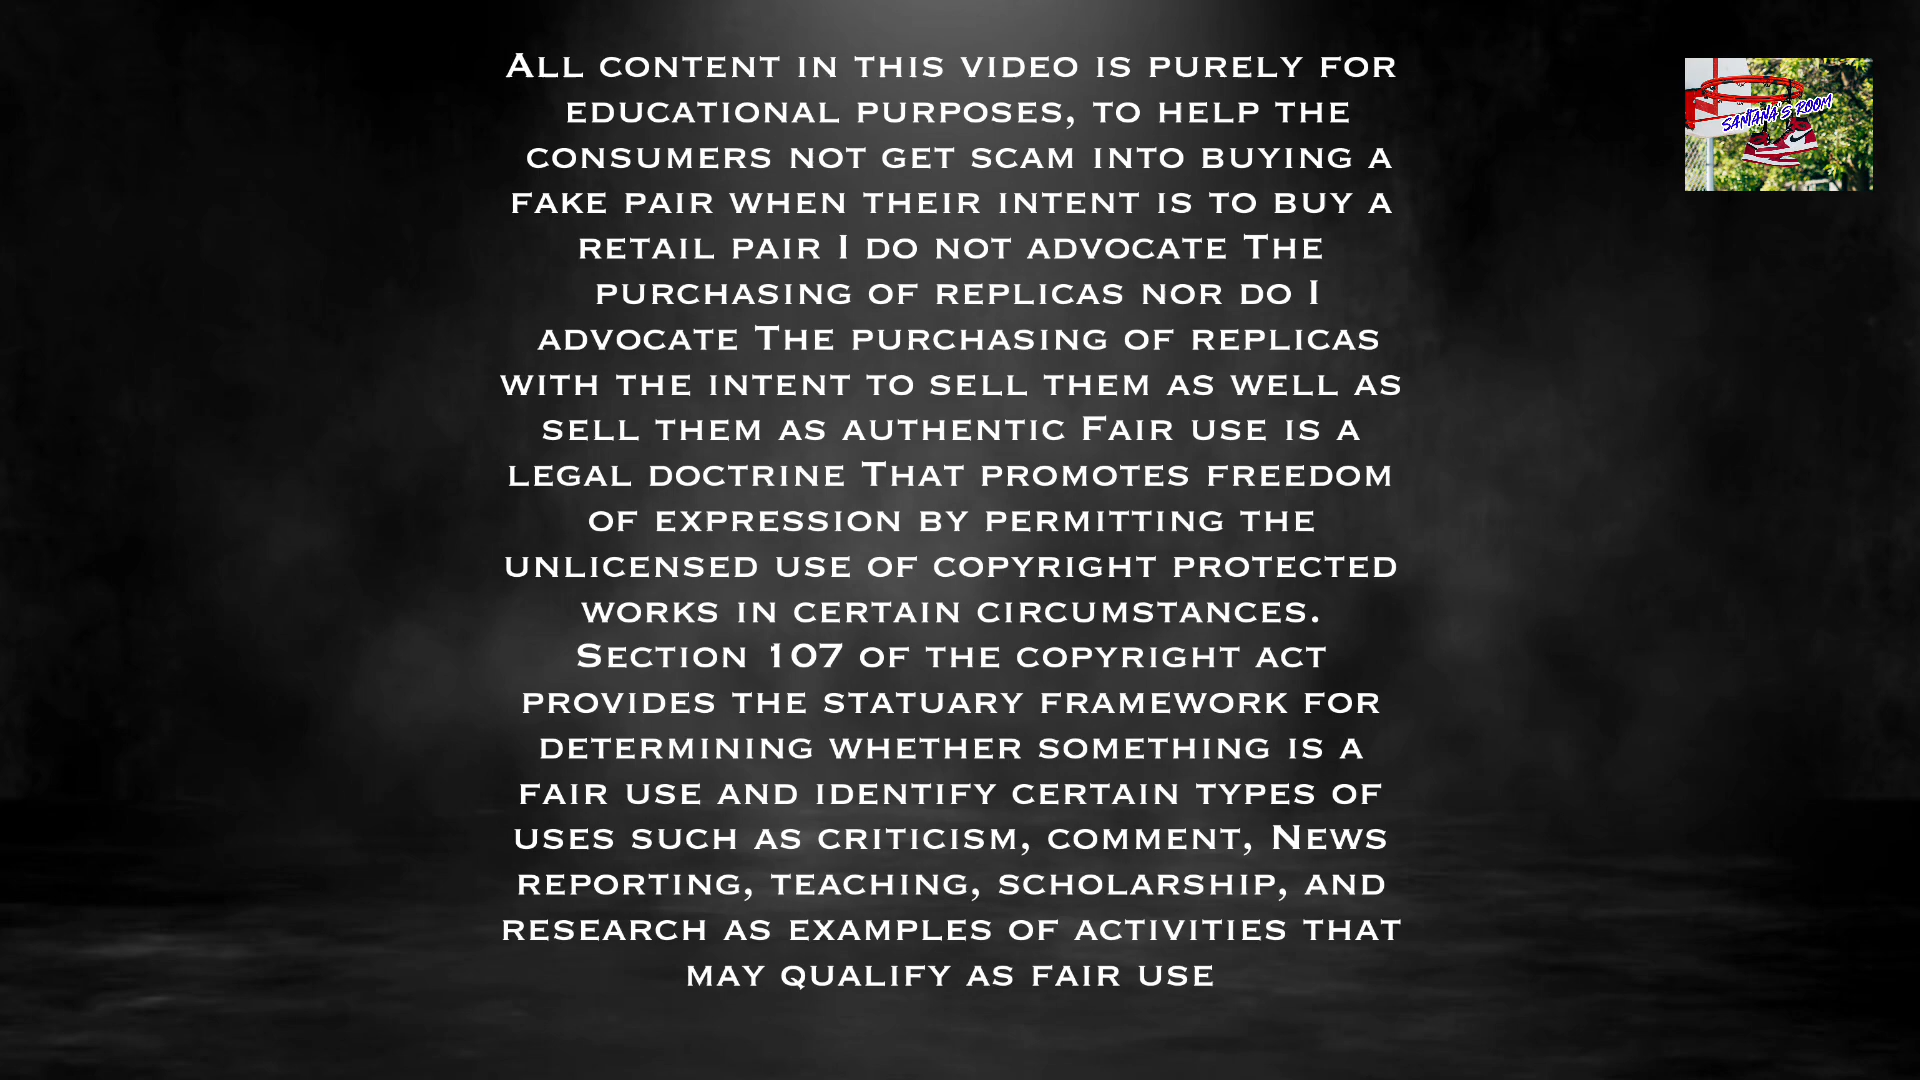 All content in this video is purely for
educational purposes, to help the
consumers not get scam into buying a
fake pair when their intent is to buy a
retail pair I do not advocate The
purchasing of replicas nor do I
advocate The purchasing of replicas
with the intent to sell them as well as
sell them as authentic Fair use is a
legal doctrine That promotes freedom
of expression by permitting the
unlicensed use of copyright protected
works in certain circumstances.
Section 107 of the copyright act
provides the statuary framework for
determining whether something is a
fair use and identify certain types of
uses such as criticism, comment, News
reporting, teaching, scholarship, and
research as examples of activities that
may qualify as fair use
SANTANA'S ROOM